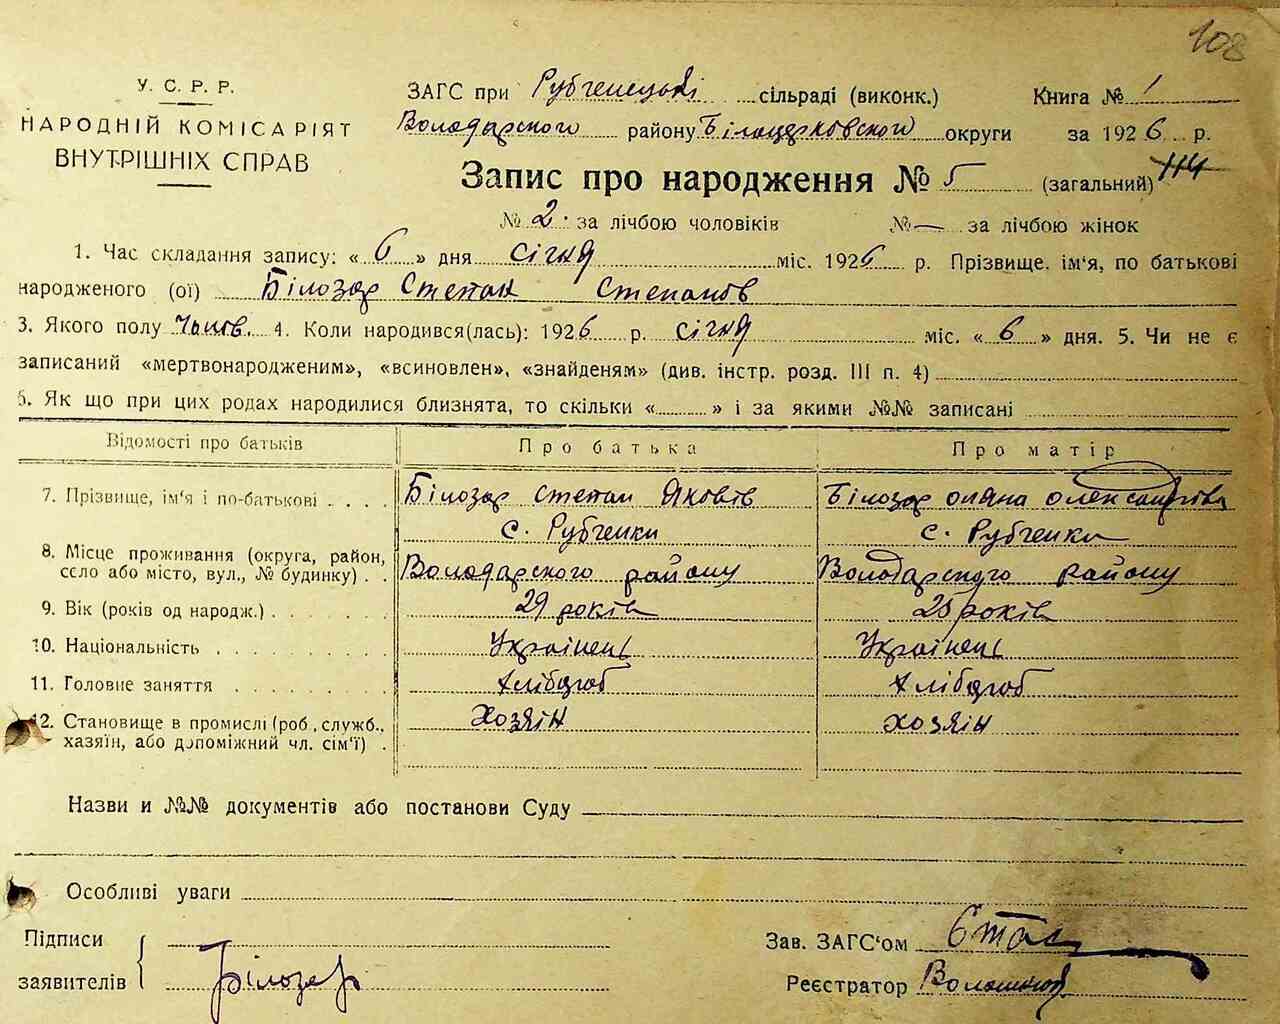 108
У. С. Р. Р.
НАРОДНІЙ КОМІСАРІЯТ
ВНУТРІШНІХ СПРАВ
ЗАГС при Рубченецькі сільраді (виконк.) Книга № 1
Володарского району Білоцерковского округи за 1926 р.
Запис про народження № 5 (загальний) 114
№ 2. за лічбою чоловіків № — за лічбою жінок
1. Час складання запису: « 6 » дня січня міс. 1926 р. Прізвище, ім'я, по батькові
народженого (ої) Білозар Степан Степанов
3. Якого полу Чолов. 4. Коли народився(лась): 1926 р. січня міс. « 6 » дня. 5. Чи не є
записаний «мертвонародженим», «всиновлен», «знайденям» (див. інстр. розд. III п. 4)
6. Як що при цих родах народилися близнята, то скільки « » і за якими №№ записані
Відомості про батьків Про батька Про матір
7. Прізвище, ім'я і по-батькові Білозар Степан Яковів Білозар Оляна Олександрівна
с. Рубченки с. Рубченки
8. Місце проживання (округа, район,
село або місто, вул., № будинку) Володарского району Володарского району
9. Вік (років од народж.) 29 років 28 років
10. Національність Українець Українець
11. Головне заняття Хлібороб Хлібороб
12. Становище в промислі (роб, служб., Хозяїн Хозяїн
хазяїн, або допоміжний чл. сім'ї)
Назви и №№ документів або постанови Суду
Особливі уваги
Підписи
заявителів Білозар
Зав. ЗАГС'ом
Реєстратор